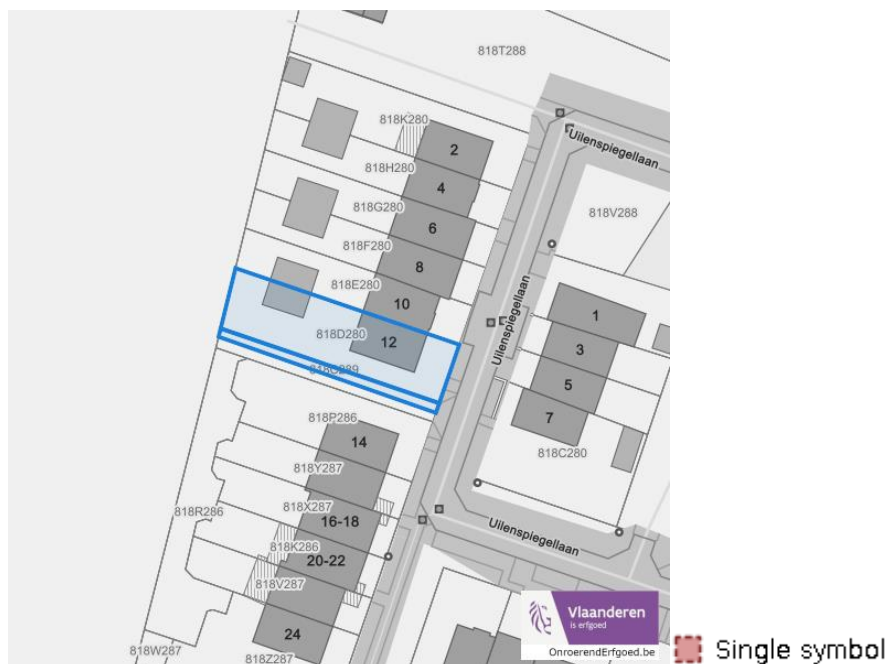 818T288
818K280
2
Uilenspiegellaan
818H280
4
818G280
6
818V288
818F280
8
818E280
10
1
818D280
12
3
Uilenspiegellaan
5
7
818P286
14
818C280
818Y287
818R286
818X287
16-18
Uilenspiegellaan
818K286
20-22
818V287
24
818W287
818Z287
Vlaanderen
is erfgoed
OnroerendErfgoed.be
Single symbol